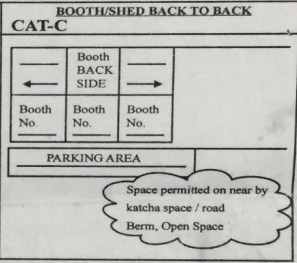 BOOTH/SHED BACK TO BACK
CAT-C
Booth
BACK
SIDE
Booth No.
Booth No.
Booth No.
PARKING AREA
Space permitted on near by
katcha space / road
Berm, Open Space